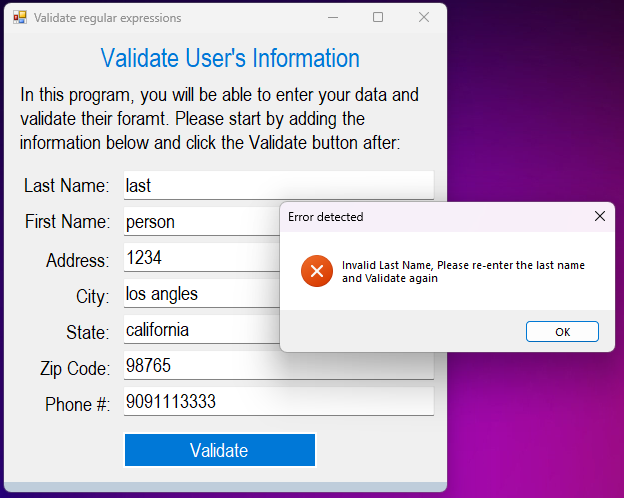 Validate regular expressions
Validate User's Information
In this program, you will be able to enter your data and
validate their foramt. Please start by adding the
information below and click the Validate button after:
Last Name: last
First Name: person
Address: 1234
City: los angles
State: california
Zip Code: 98765
Phone #: 9091113333
Validate
Error detected
Invalid Last Name, Please re-enter the last name
and Validate again
OK